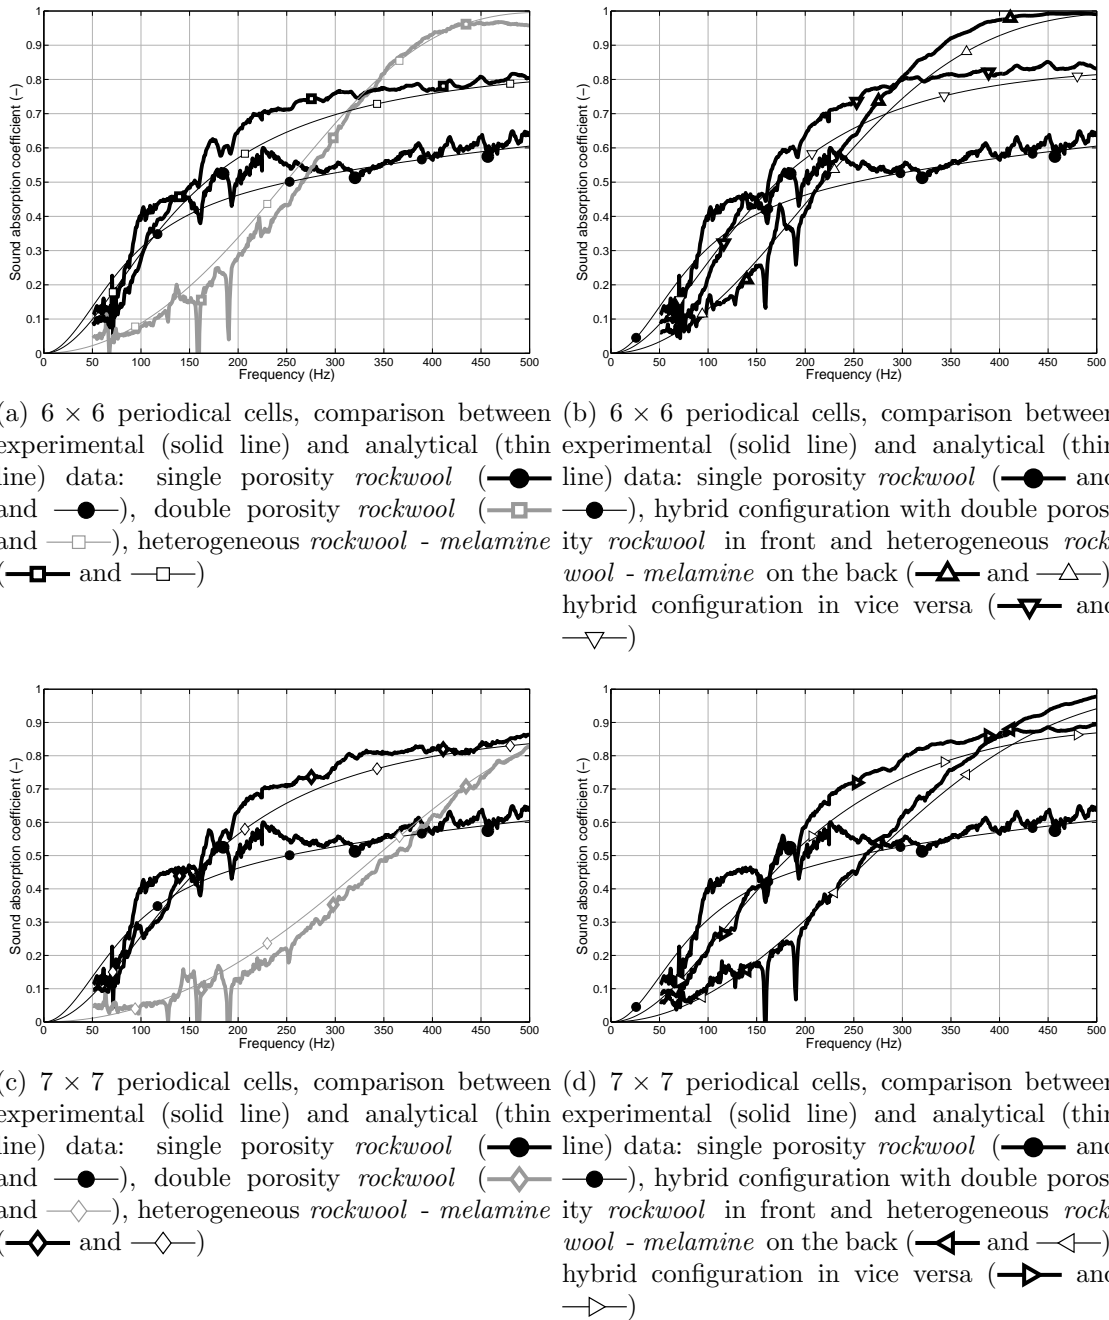 1
0.9
0.8
0.7
0.6
0.5
0.4
0.3
0.2
0.1
0
Sound absorption coefficient (−)
0 50 100 150 200 250 300 350 400 450 500
Frequency (Hz)
1
0.9
0.8
0.7
0.6
0.5
0.4
0.3
0.2
0.1
0
Sound absorption coefficient (−)
0 50 100 150 200 250 300 350 400 450 500
Frequency (Hz)
(a) 6 × 6 periodical cells, comparison between
experimental (solid line) and analytical (thin
line) data: single porosity rockwool (
and ), double porosity rockwool (
and ), heterogeneous rockwool - melamine
( and )
(b) 6 × 6 periodical cells, comparison between
experimental (solid line) and analytical (thin
line) data: single porosity rockwool ( and
), hybrid configuration with double poros
ity rockwool in front and heterogeneous rock
wool - melamine on the back ( and )
hybrid configuration in vice versa ( and
)
1
0.9
0.8
0.7
0.6
0.5
0.4
0.3
0.2
0.1
0
Sound absorption coefficient (−)
0 50 100 150 200 250 300 350 400 450 500
Frequency (Hz)
1
0.9
0.8
0.7
0.6
0.5
0.4
0.3
0.2
0.1
0
Sound absorption coefficient (−)
0 50 100 150 200 250 300 350 400 450 500
Frequency (Hz)
(c) 7 × 7 periodical cells, comparison between
experimental (solid line) and analytical (thin
line) data: single porosity rockwool (
and ), double porosity rockwool (
and ), heterogeneous rockwool - melamine
( and )
(d) 7 × 7 periodical cells, comparison between
experimental (solid line) and analytical (thin
line) data: single porosity rockwool ( and
), hybrid configuration with double poros
ity rockwool in front and heterogeneous rock
wool - melamine on the back ( and )
hybrid configuration in vice versa ( and
)